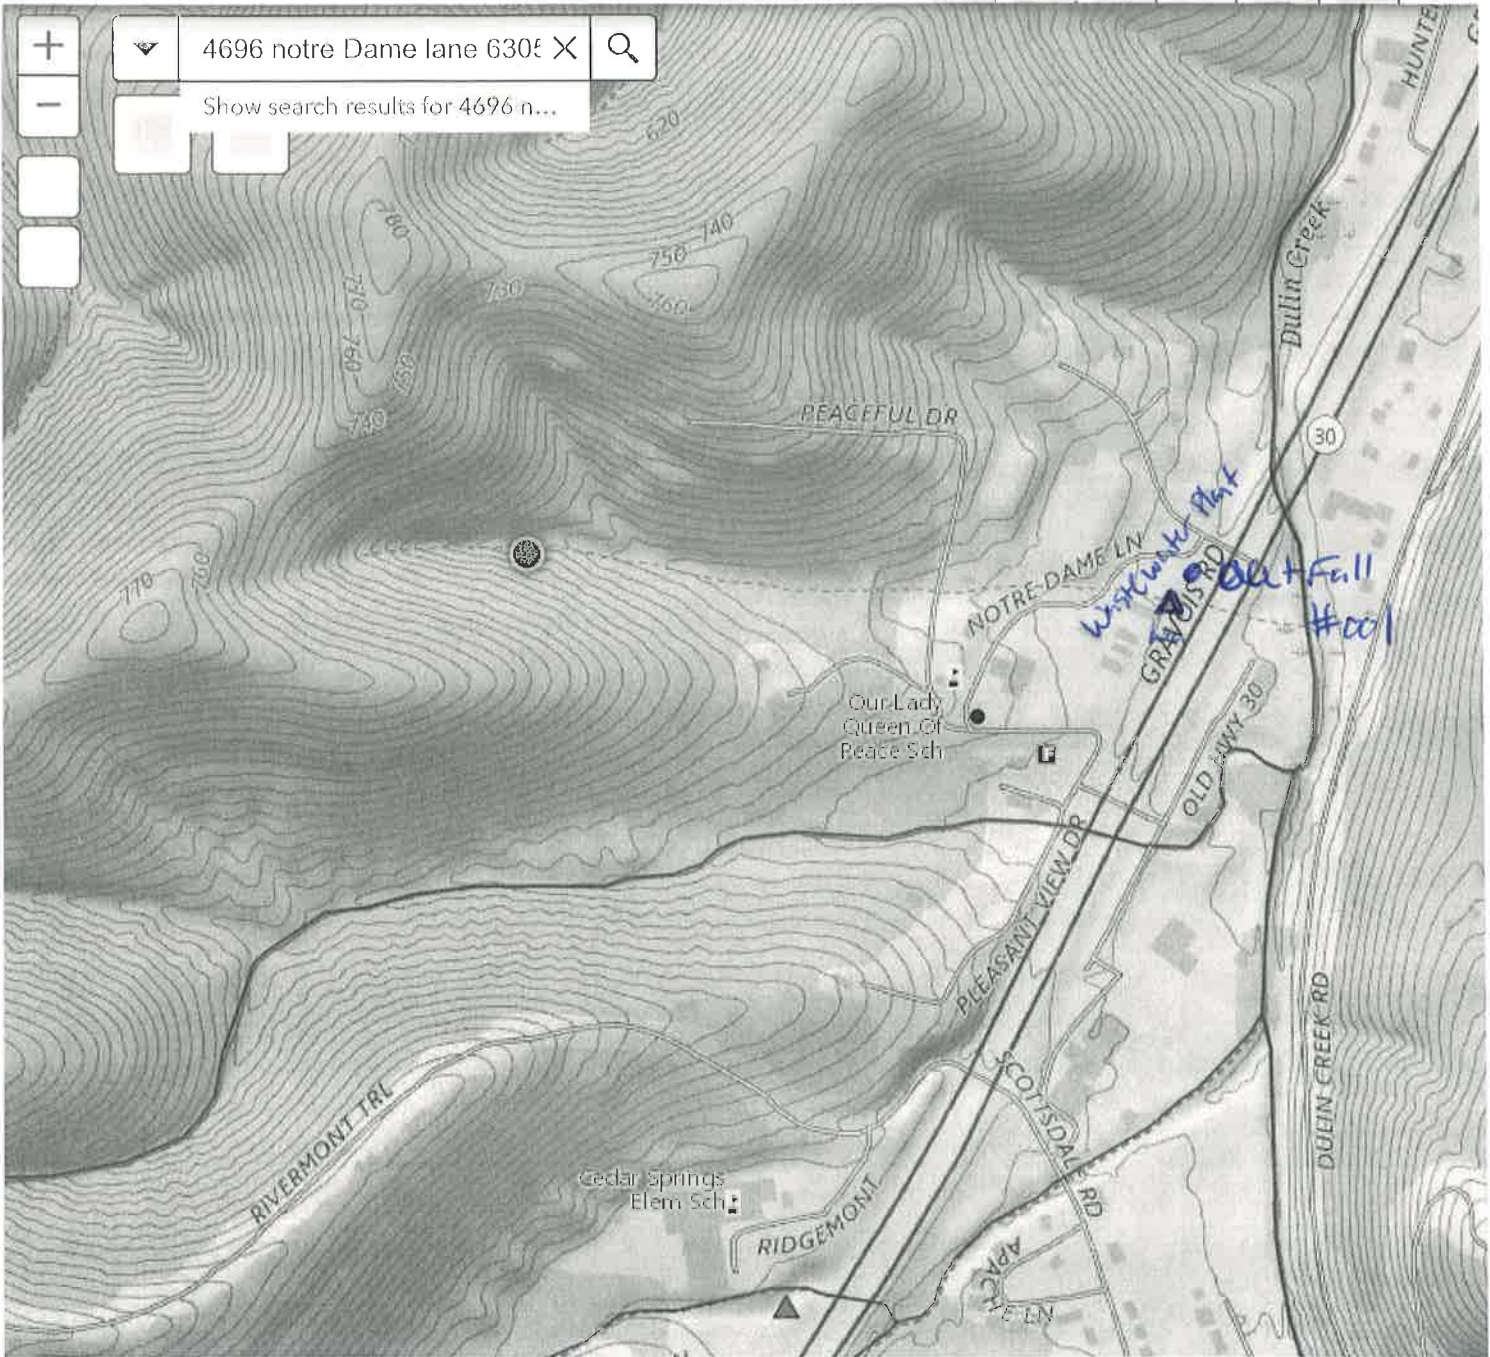 +
4696 notre Dame lane 6305
−
Show search results for 4696 n...
HUNTE
620
780
740
750
760
730
770
760
750
740
Dulin Creek
PEACEFUL DR
30
Wastewater Plant
NOTRE-DAME LN
OutFall
#001
770
760
GRAVOIS RD
Our Lady
Queen Of
Peace Sch
F
OLD HWY 30
PLEASANT VIEW DR
DULIN CREEK RD
SCOTTSDALE RD
RIVERMONT TRL
Cedar Springs
Elem Sch
RIDGEMONT
APACHE LN